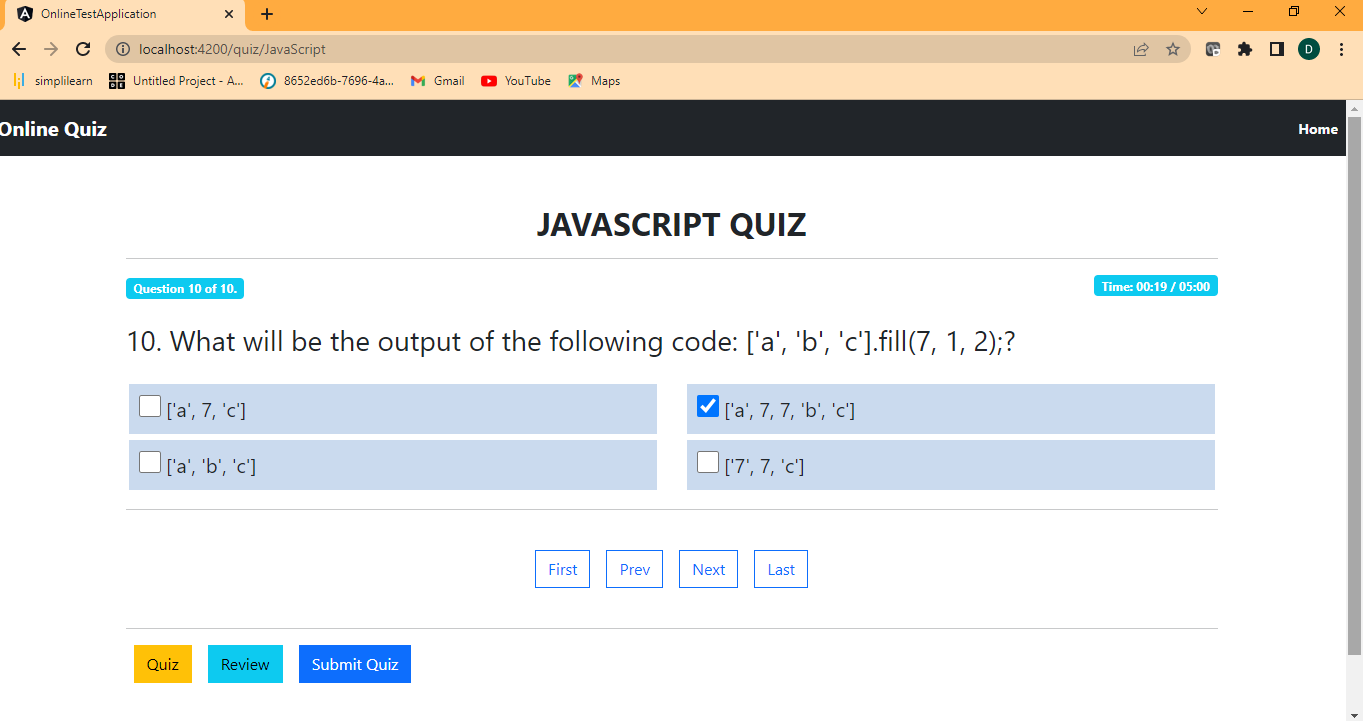 OnlineTestApplication
localhost:4200/quiz/JavaScript
D
simplilearn
CODE
Untitled Project - A...
8652ed6b-7696-4a...
Gmail
YouTube
Maps
Online Quiz
Home
JAVASCRIPT QUIZ
Question 10 of 10.
Time: 00:19 / 05:00
10. What will be the output of the following code: ['a', 'b', 'c'].fill(7, 1, 2);?
['a', 7, 'c']
['a', 7, 7, 'b', 'c']
['a', 'b', 'c']
['7', 7, 'c']
First
Prev
Next
Last
Quiz
Review
Submit Quiz